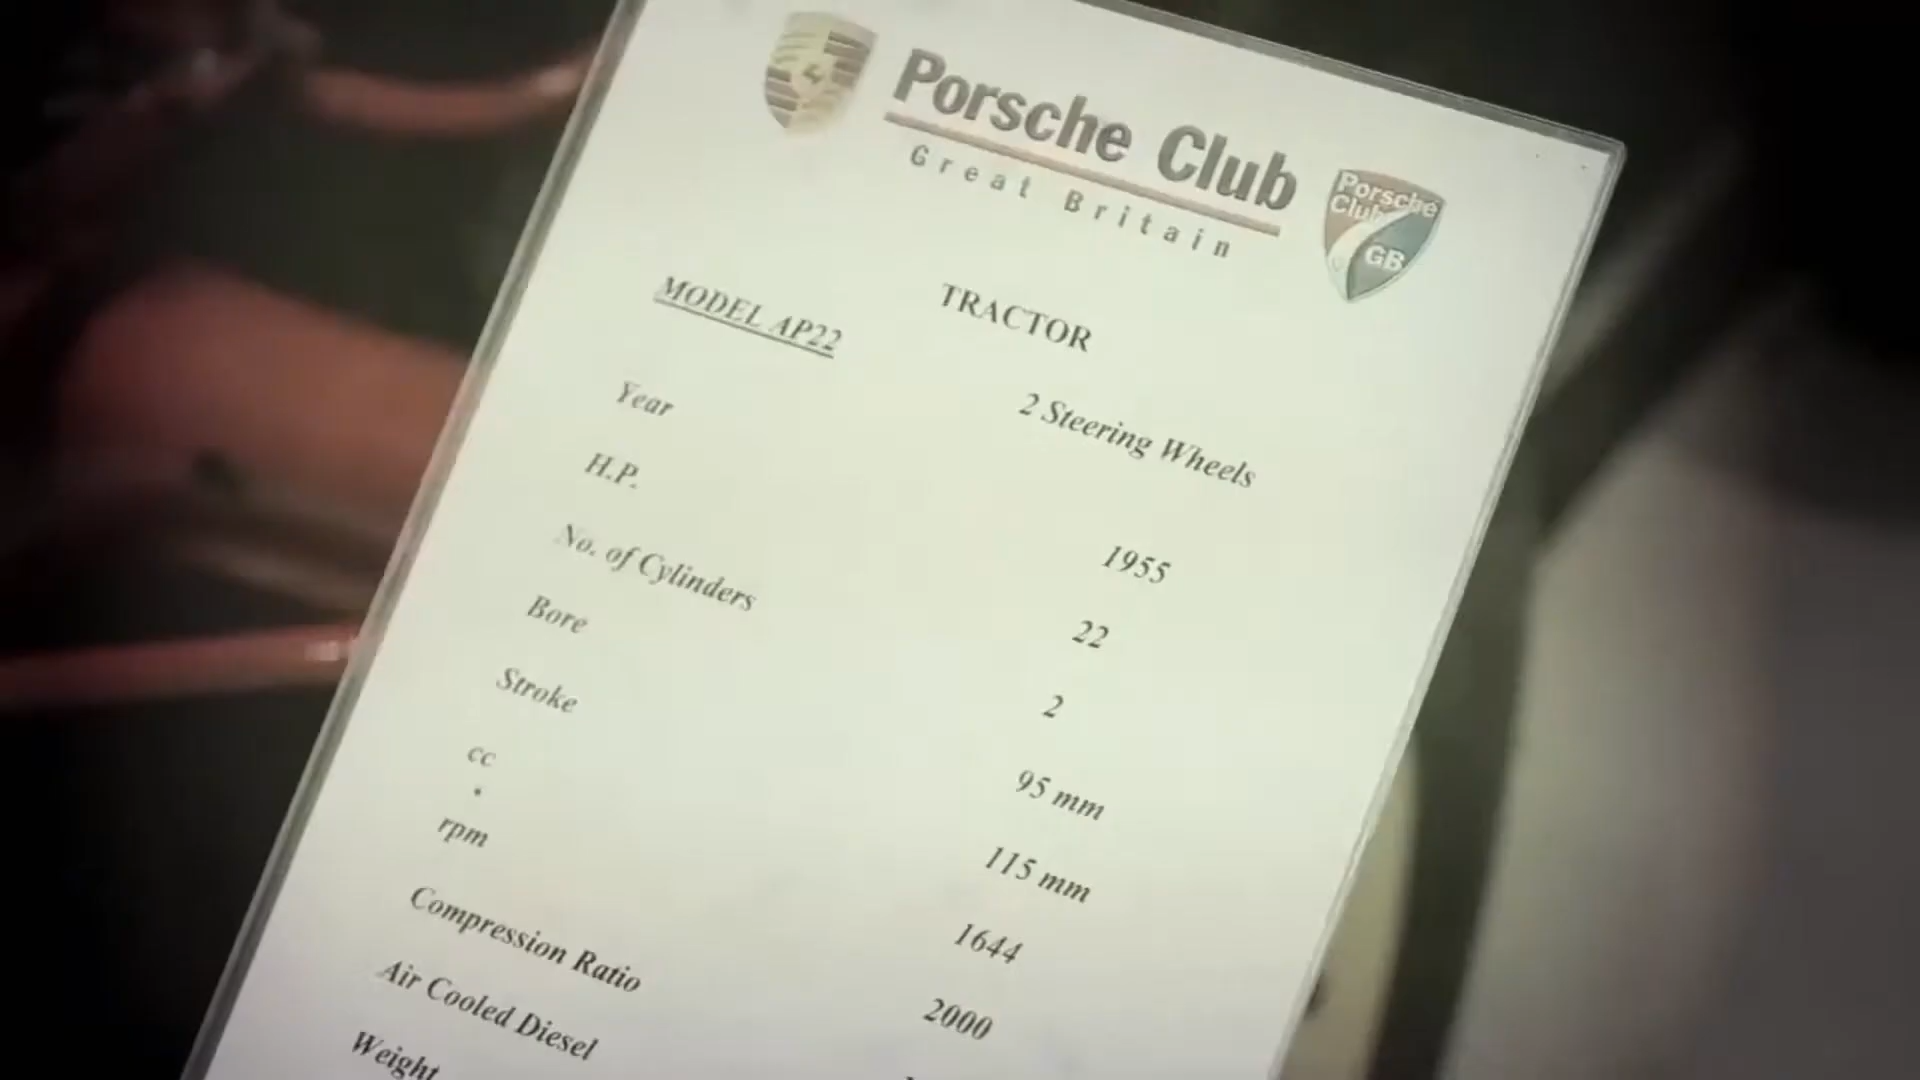 Porsche Club
Great Britain
Porsche
Club
GB
TRACTOR
MODEL AP22 2 Steering Wheels
Year 1955
H.P. 22
No. of Cylinders 2
Bore 95 mm
Stroke 115 mm
cc 1644
rpm 2000
Compression Ratio
Air Cooled Diesel
Weight